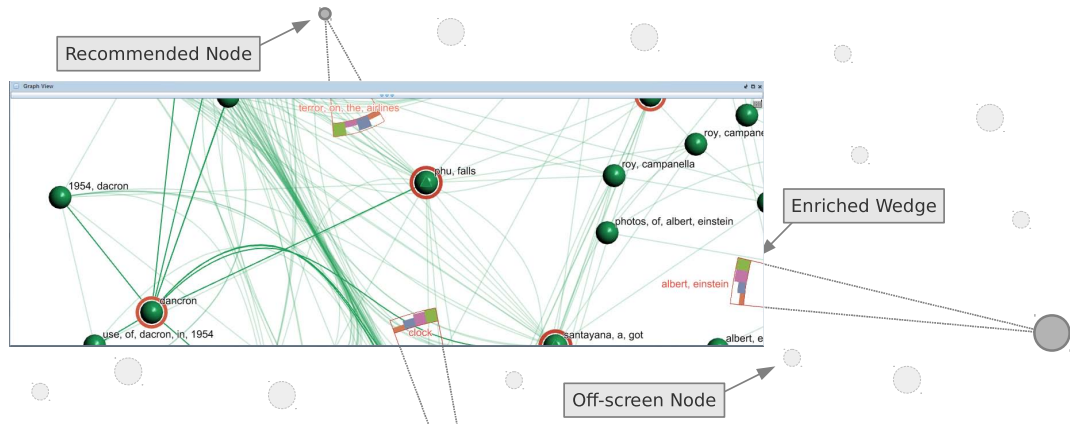 Recommended Node
Graph View
terror, on, the, airlines
roy, campane
phu, falls
roy, campanella
1954, dacron
Enriched Wedge
photos, of, albert, einstein
albert, einstein
dancron
clock
use, of, dacron, in, 1954
santayana, a, got
albert, e
Off-screen Node